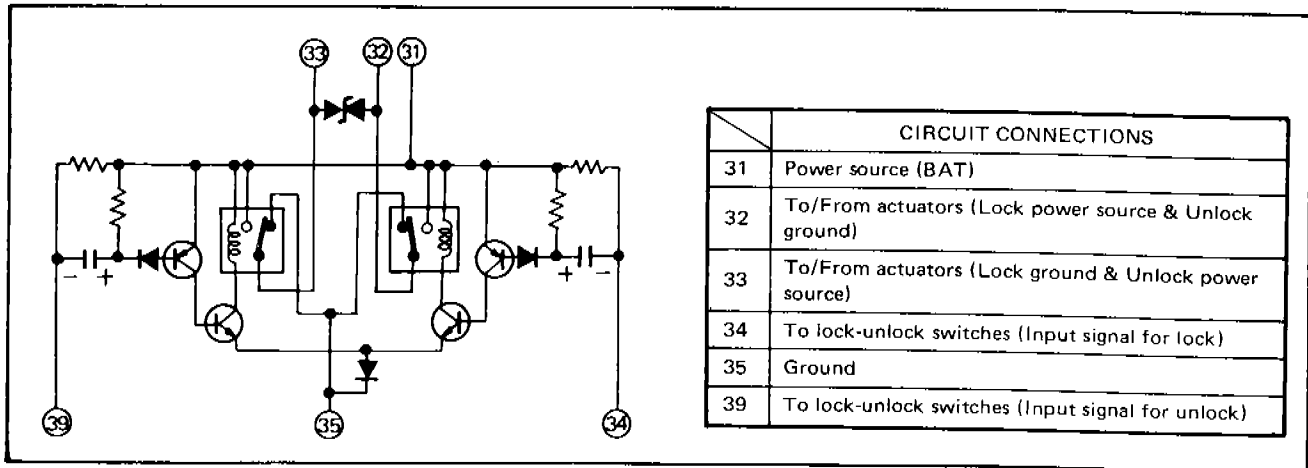 33 32 31
- + + -
39 35 34
CIRCUIT CONNECTIONS
31 Power source (BAT)
32 To/From actuators (Lock power source & Unlock
ground)
33 To/From actuators (Lock ground & Unlock power
source)
34 To lock-unlock switches (Input signal for lock)
35 Ground
39 To lock-unlock switches (Input signal for unlock)